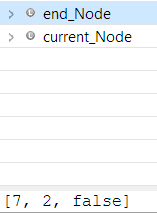 end_Node
current_Node
[7, 2, false]